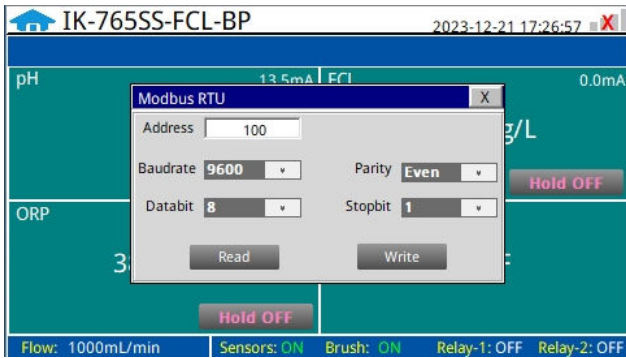 IK-765SS-FCL-BP
2023-12-21 17:26:57
X
pH 13.5mA
FCL 0.0mA
Modbus RTU X
Address 100
g/L
Baudrate 9600 Parity Even
Hold OFF
Databit 8 Stopbit 1
ORP
Read Write
Hold OFF
Flow: 1000mL/min Sensors: ON Brush: ON Relay-1: OFF Relay-2: OFF